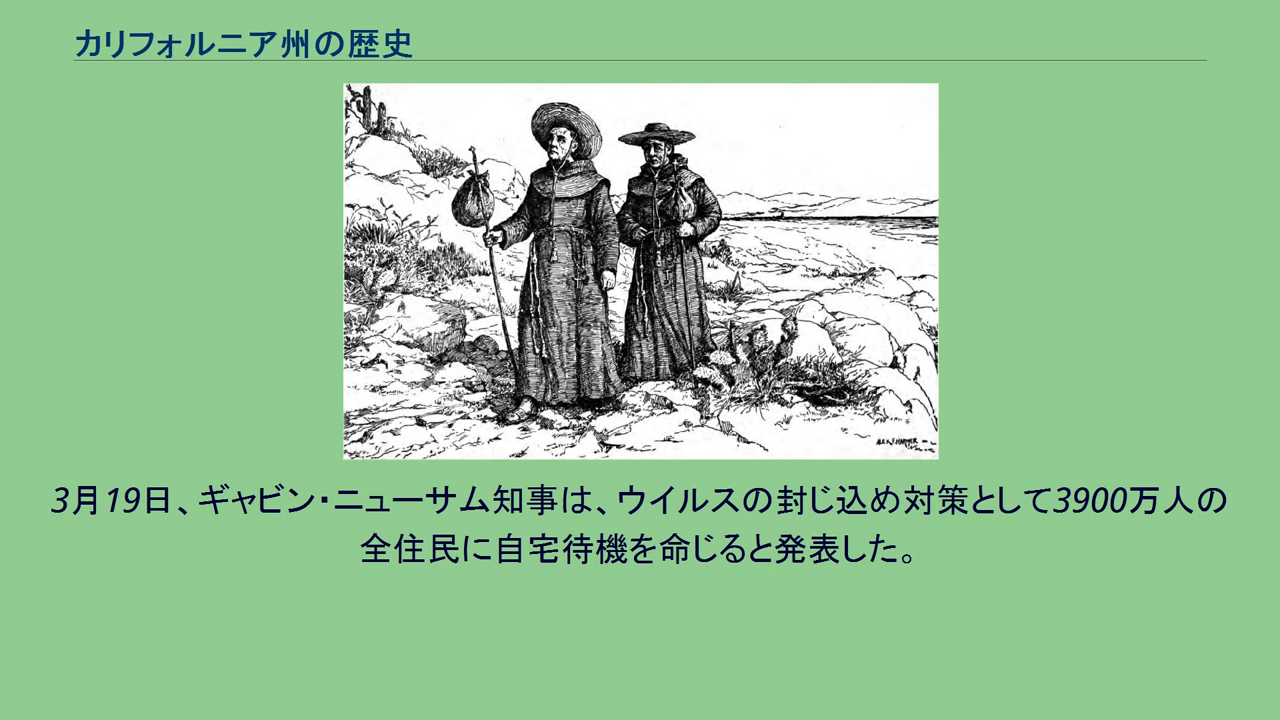 カリフォルニア州の歴史
3月19日、ギャビン・ニューサム知事は、ウイルスの封じ込め対策として3900万人の
全住民に自宅待機を命じると発表した。